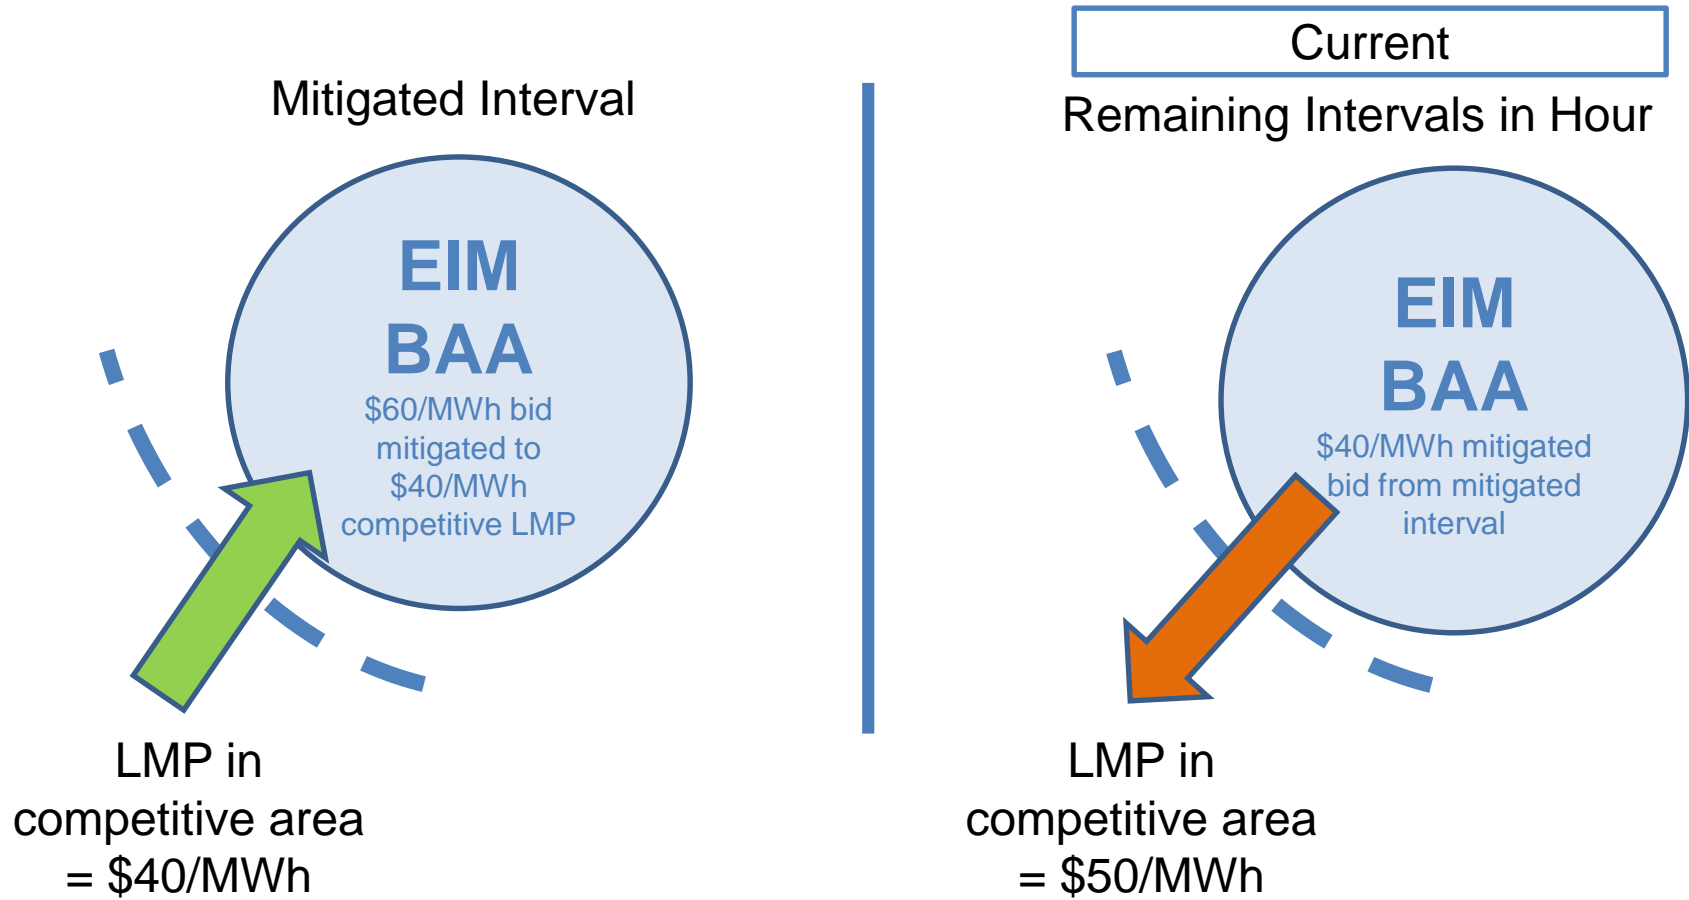 Mitigated Interval
EIM
BAA
$60/MWh bid
mitigated to
$40/MWh
competitive LMP
LMP in
competitive area
= $40/MWh
Current
Remaining Intervals in Hour
EIM
BAA
$40/MWh mitigated
bid from mitigated
interval
LMP in
competitive area
= $50/MWh